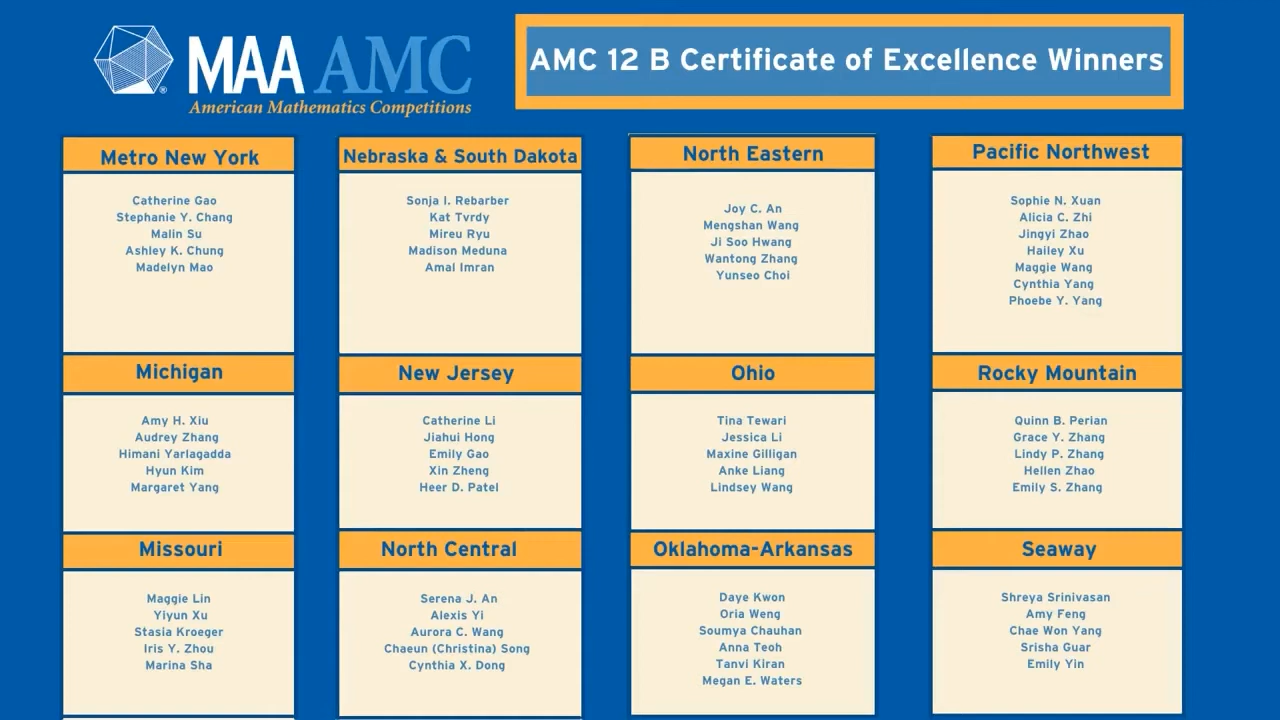 MAA AMC
®
American Mathematics Competitions
AMC 12 B Certificate of Excellence Winners
Metro New York
Catherine Gao
Stephanie Y. Chang
Malin Su
Ashley K. Chung
Madelyn Mao
Michigan
Amy H. Xiu
Audrey Zhang
Himani Yarlagadda
Hyun Kim
Margaret Yang
Missouri
Maggie Lin
Yiyun Xu
Stasia Kroeger
Iris Y. Zhou
Marina Sha
Nebraska & South Dakota
Sonja I. Rebarber
Kat Tvrdy
Mireu Ryu
Madison Meduna
Amal Imran
New Jersey
Catherine Li
Jiahui Hong
Emily Gao
Xin Zheng
Heer D. Patel
North Central
Serena J. An
Alexis Yi
Aurora C. Wang
Chaeun (Christina) Song
Cynthia X. Dong
North Eastern
Joy C. An
Mengshan Wang
Ji Soo Hwang
Wantong Zhang
Yunseo Choi
Ohio
Tina Tewari
Jessica Li
Maxine Gilligan
Anke Liang
Lindsey Wang
Oklahoma-Arkansas
Daye Kwon
Oria Weng
Soumya Chauhan
Anna Teoh
Tanvi Kiran
Megan E. Waters
Pacific Northwest
Sophie N. Xuan
Alicia C. Zhi
Jingyi Zhao
Hailey Xu
Maggie Wang
Cynthia Yang
Phoebe Y. Yang
Rocky Mountain
Quinn B. Perian
Grace Y. Zhang
Lindy P. Zhang
Hellen Zhao
Emily S. Zhang
Seaway
Shreya Srinivasan
Amy Feng
Chae Won Yang
Srisha Guar
Emily Yin